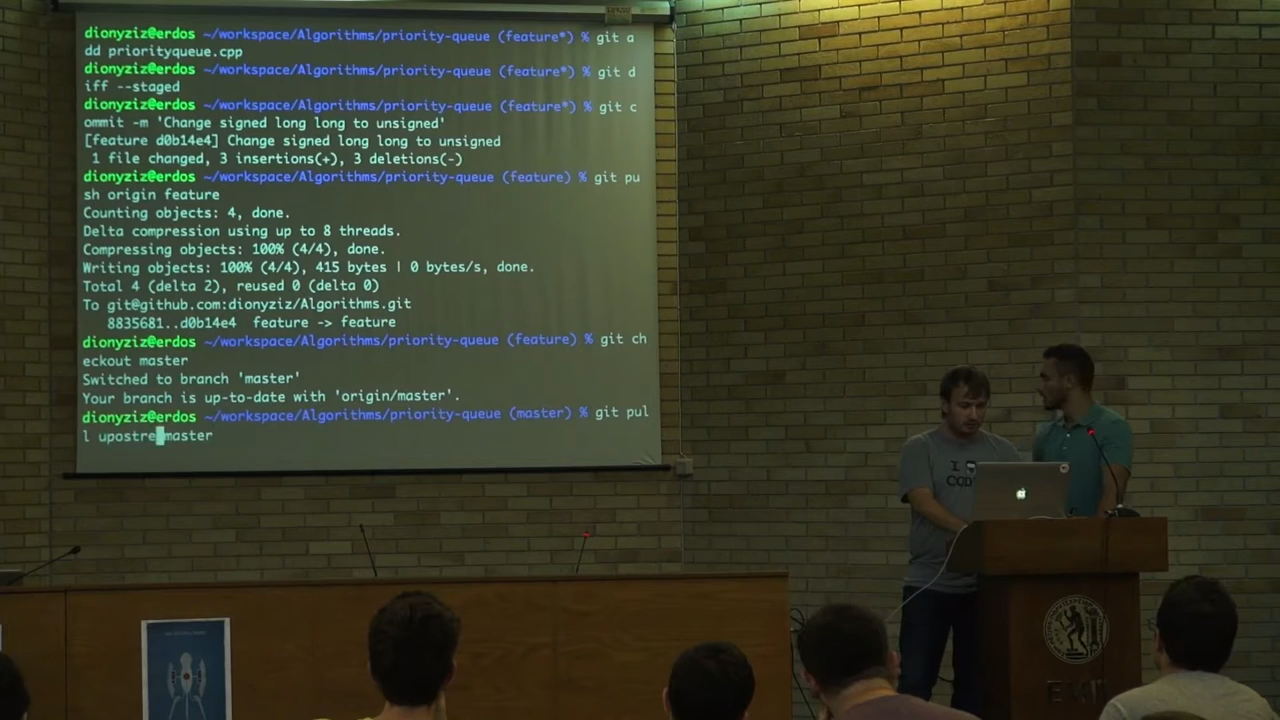 dionyziz@erdos ~/workspace/Algorithms/priority-queue (feature*) % git a
dd priorityqueue.cpp
dionyziz@erdos ~/workspace/Algorithms/priority-queue (feature*) % git d
iff --staged
dionyziz@erdos ~/workspace/Algorithms/priority-queue (feature*) % git c
ommit -m 'Change signed long long to unsigned'
[feature d0b14e4] Change signed long long to unsigned
1 file changed, 3 insertions(+), 3 deletions(-)
dionyziz@erdos ~/workspace/Algorithms/priority-queue (feature) % git pu
sh origin feature
Counting objects: 4, done.
Delta compression using up to 8 threads.
Compressing objects: 100% (4/4), done.
Writing objects: 100% (4/4), 415 bytes | 0 bytes/s, done.
Total 4 (delta 2), reused 0 (delta 0)
To git@github.com:dionyziz/Algorithms.git
8835681..d0b14e4 feature -> feature
dionyziz@erdos ~/workspace/Algorithms/priority-queue (feature) % git ch
eckout master
Switched to branch 'master'
Your branch is up-to-date with 'origin/master'.
dionyziz@erdos ~/workspace/Algorithms/priority-queue (master) % git pul
l upostre master
I
COD